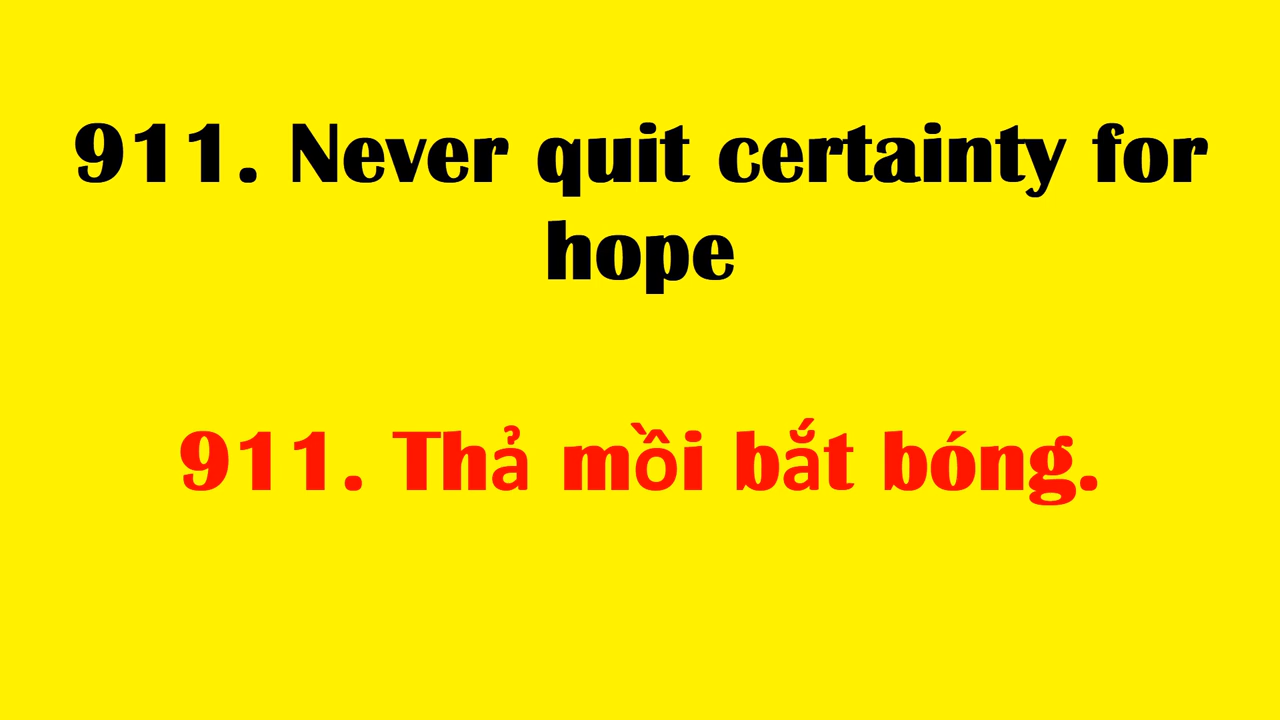 911. Never quit certainty for
hope
911. Thả mồi bắt bóng.